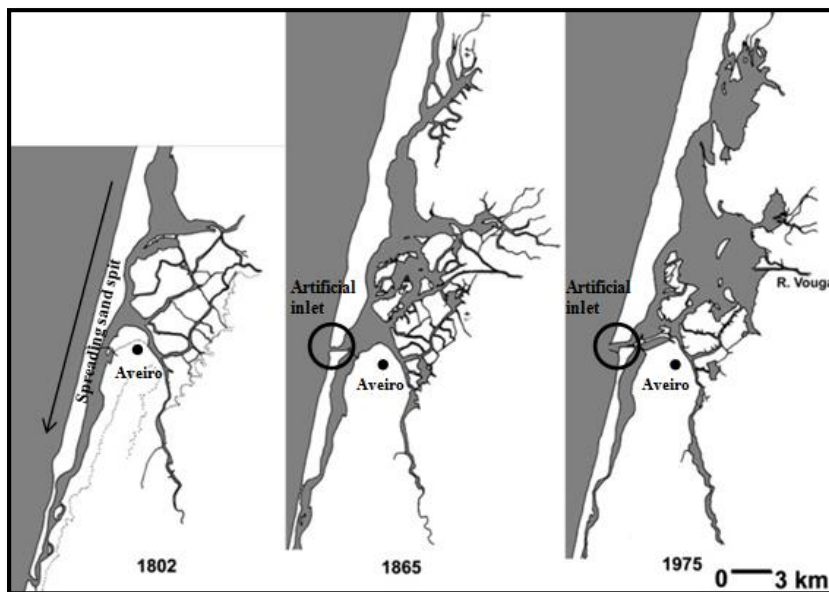 Spreading sand spit
Aveiro
1802
Artificial
inlet
Aveiro
1865
Artificial
inlet
R. Vouga
Aveiro
1975
0 3 km